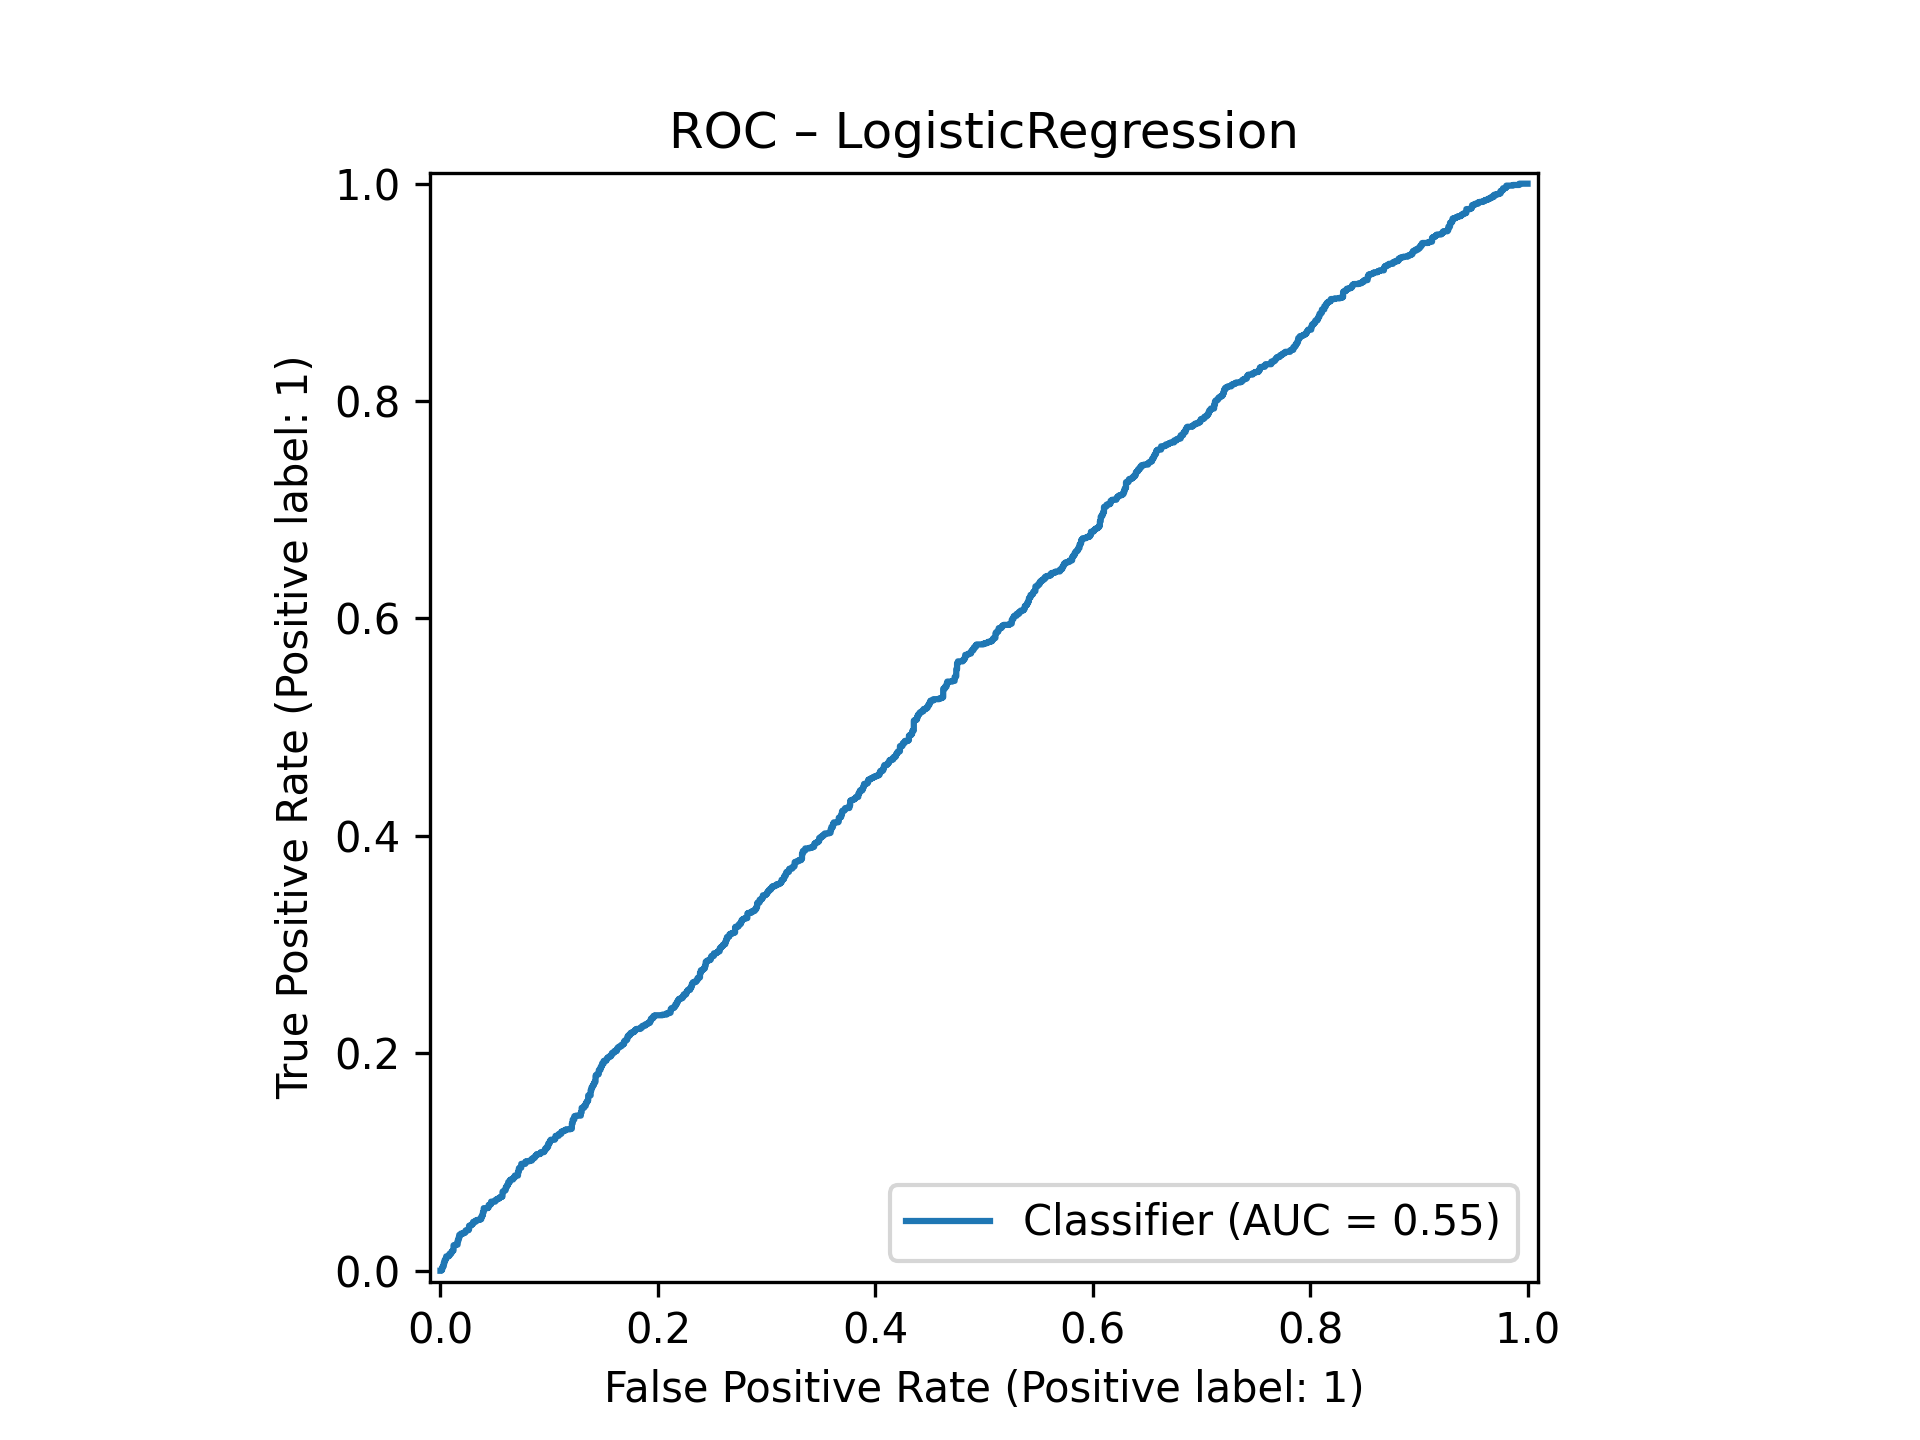 ROC – LogisticRegression
True Positive Rate (Positive label: 1)
1.0
0.8
0.6
0.4
0.2
0.0
Classifier (AUC = 0.55)
0.0 0.2 0.4 0.6 0.8 1.0
False Positive Rate (Positive label: 1)